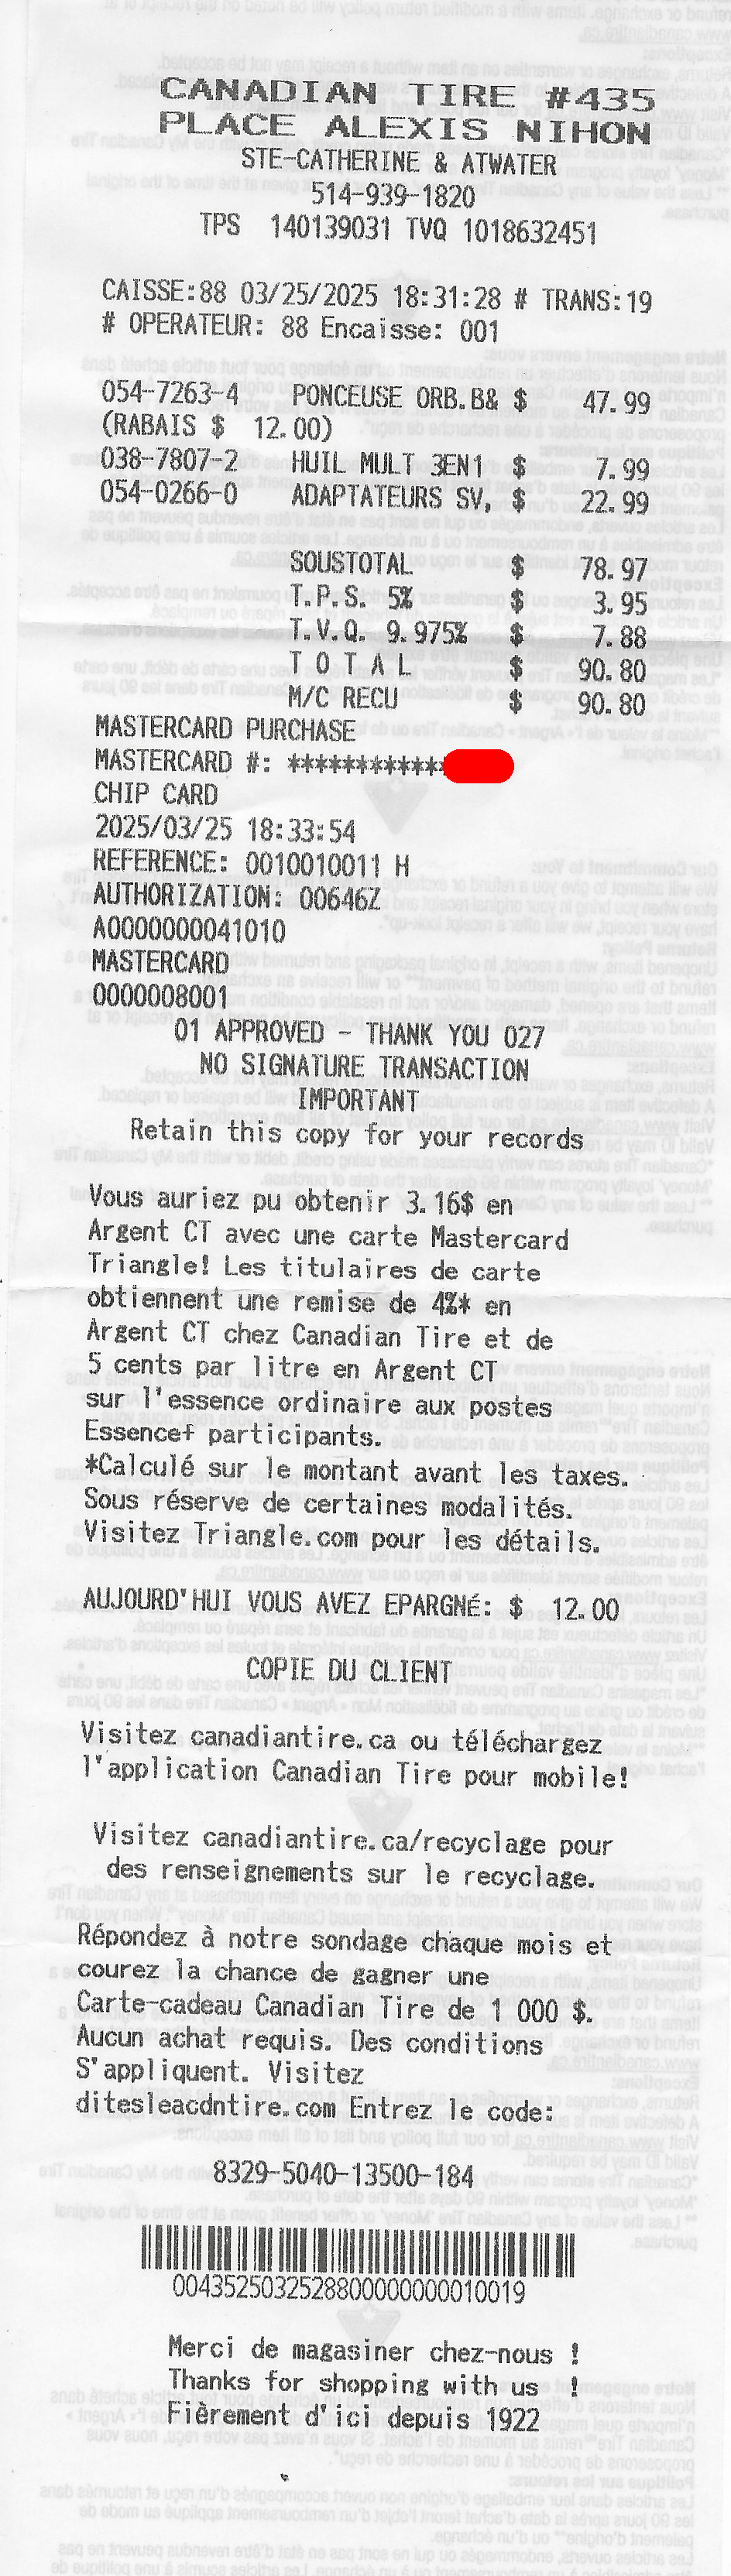 CANADIAN TIRE #435
PLACE ALEXIS NIHON
STE-CATHERINE & ATWATER
514-939-1820
TPS 140139031 TVQ 1018632451
CAISSE:88 03/25/2025 18:31:28 # TRANS:19
# OPERATEUR: 88 Encaisse: 001
054-7263-4 PONCEUSE ORB.B& $ 47.99
(RABAIS $ 12.00)
038-7807-2 HUIL MULT 3EN1 $ 7.99
054-0266-0 ADAPTATEURS SV, $ 22.99
SOUSTOTAL $ 78.97
T.P.S. 5% $ 3.95
T.V.Q. 9.975% $ 7.88
T O T A L $ 90.80
M/C RECU $ 90.80
MASTERCARD PURCHASE
MASTERCARD #: ************
CHIP CARD
2025/03/25 18:33:54
REFERENCE: 0010010011 H
AUTHORIZATION: 00646Z
A0000000041010
MASTERCARD
0000008001
01 APPROVED - THANK YOU 027
NO SIGNATURE TRANSACTION
IMPORTANT
Retain this copy for your records
Vous auriez pu obtenir 3.16$ en
Argent CT avec une carte Mastercard
Triangle! Les titulaires de carte
obtiennent une remise de 4%* en
Argent CT chez Canadian Tire et de
5 cents par litre en Argent CT
sur l'essence ordinaire aux postes
Essence+ participants.
*Calculé sur le montant avant les taxes.
Sous réserve de certaines modalités.
Visitez Triangle.com pour les détails.
AUJOURD'HUI VOUS AVEZ EPARGNÉ: $ 12.00
COPIE DU CLIENT
Visitez canadiantire.ca ou téléchargez
l'application Canadian Tire pour mobile!
Visitez canadiantire.ca/recyclage pour
des renseignements sur le recyclage.
Répondez à notre sondage chaque mois et
courez la chance de gagner une
Carte-cadeau Canadian Tire de 1 000 $.
Aucun achat requis. Des conditions
S'appliquent. Visitez
ditesleacdntire.com Entrez le code:
8329-5040-13500-184
Merci de magasiner chez-nous !
Thanks for shopping with us !
Fièrement d'ici depuis 1922